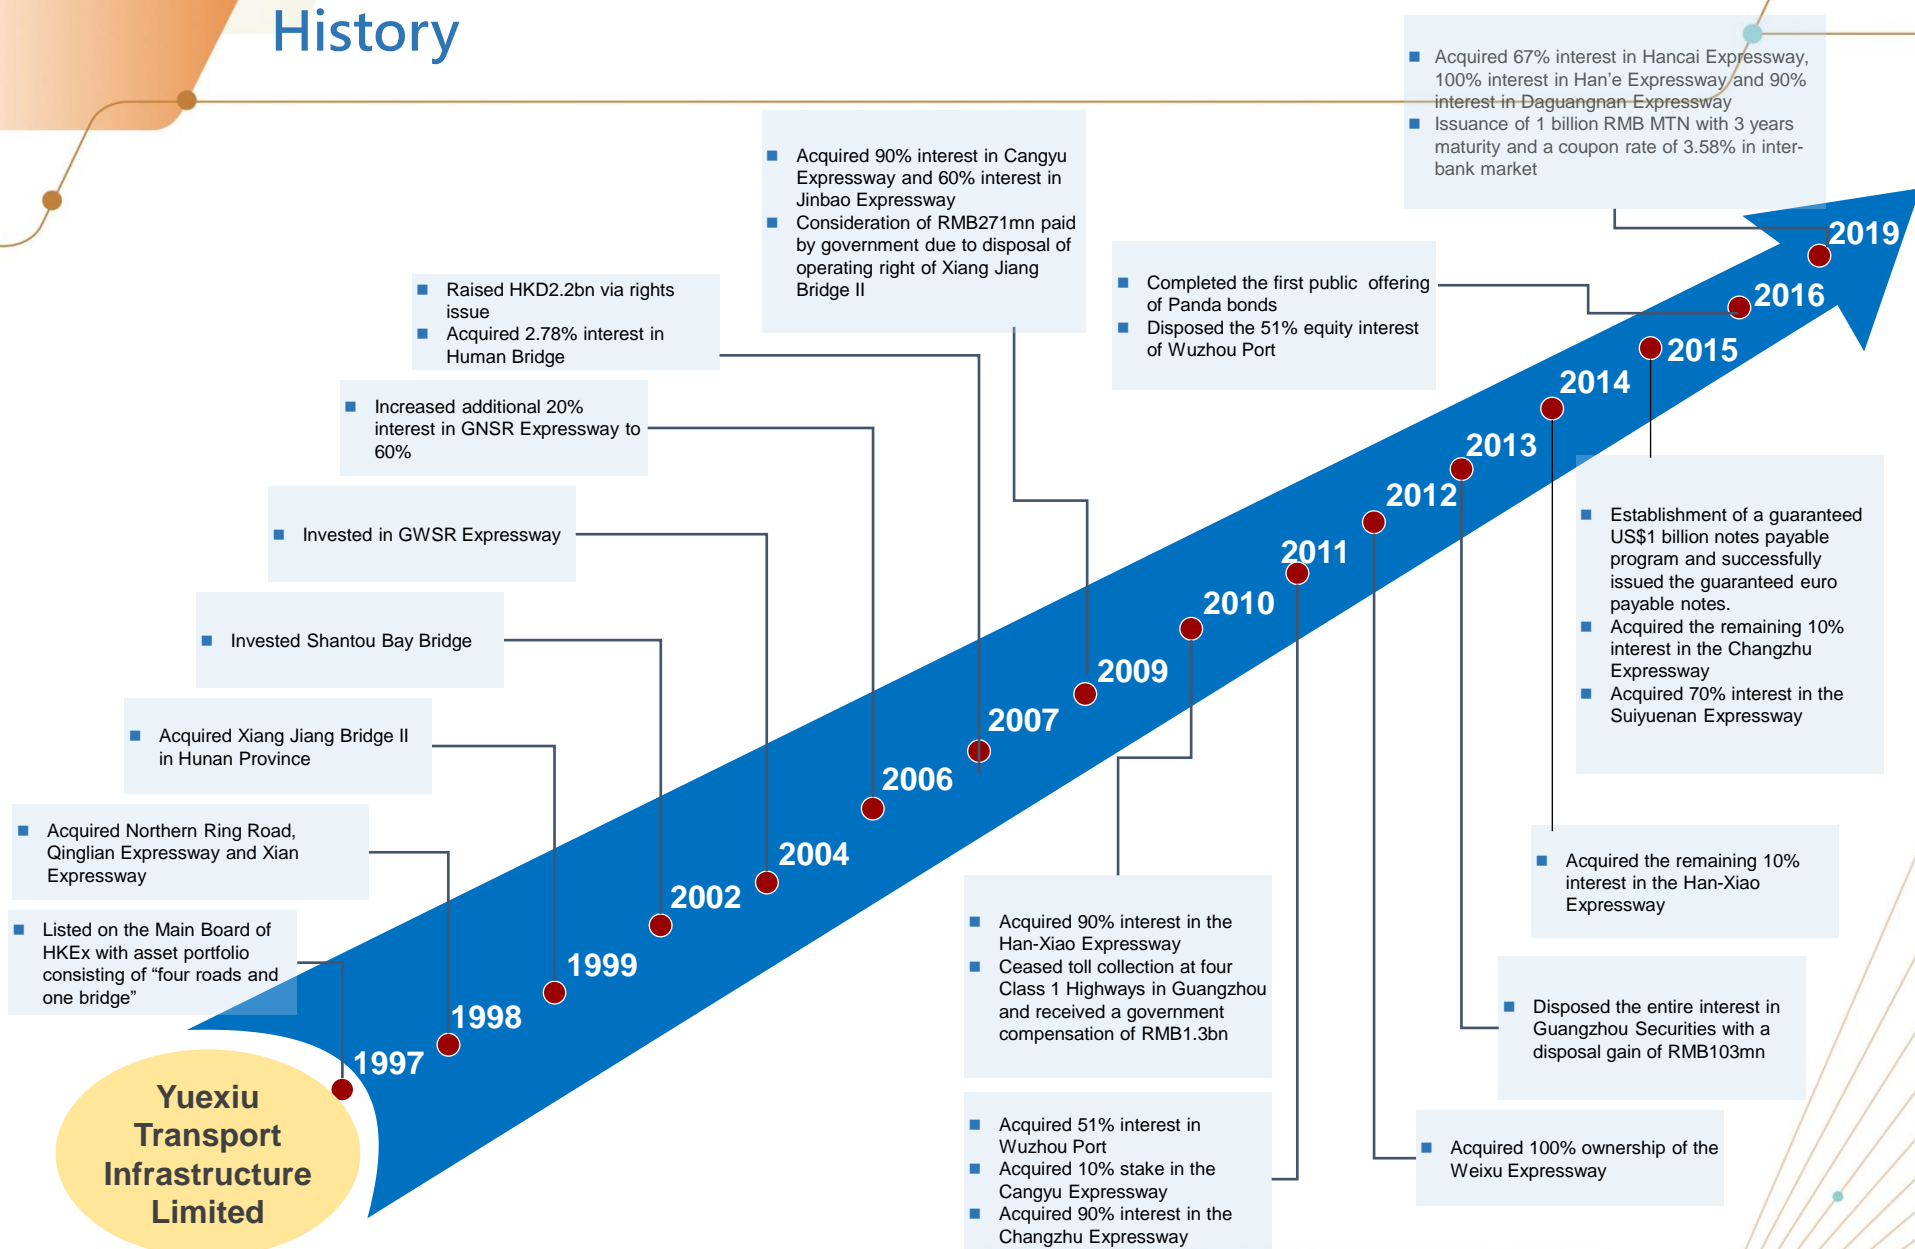 History
Acquired 67% interest in Hancai Expressway,
100% interest in Han'e Expressway and 90%
interest in Daguangnan Expressway
Issuance of 1 billion RMB MTN with 3 years
maturity and a coupon rate of 3.58% in inter-
bank market
Acquired 90% interest in Cangyu
Expressway and 60% interest in
Jinbao Expressway
Consideration of RMB271mn paid
by government due to disposal of
operating right of Xiang Jiang
Bridge II
Completed the first public offering
of Panda bonds
Disposed the 51% equity interest
of Wuzhou Port
Raised HKD2.2bn via rights
issue
Acquired 2.78% interest in
Human Bridge
Increased additional 20%
interest in GNSR Expressway to
60%
Invested in GWSR Expressway
Invested Shantou Bay Bridge
Acquired Xiang Jiang Bridge II
in Hunan Province
Acquired Northern Ring Road,
Qinglian Expressway and Xian
Expressway
Listed on the Main Board of
HKEx with asset portfolio
consisting of “four roads and
one bridge”
2019
2016
2015
2014
2013
2012
2011
2010
2009
2007
2006
2004
2002
1999
1998
1997
Yuexiu
Transport
Infrastructure
Limited
Establishment of a guaranteed
US$1 billion notes payable
program and successfully
issued the guaranteed euro
payable notes.
Acquired the remaining 10%
interest in the Changzhu
Expressway
Acquired 70% interest in the
Suiyuenan Expressway
Acquired the remaining 10%
interest in the Han-Xiao
Expressway
Disposed the entire interest in
Guangzhou Securities with a
disposal gain of RMB103mn
Acquired 100% ownership of the
Weixu Expressway
Acquired 90% interest in the
Han-Xiao Expressway
Ceased toll collection at four
Class 1 Highways in Guangzhou
and received a government
compensation of RMB1.3bn
Acquired 51% interest in
Wuzhou Port
Acquired 10% stake in the
Cangyu Expressway
Acquired 90% interest in the
Changzhu Expressway